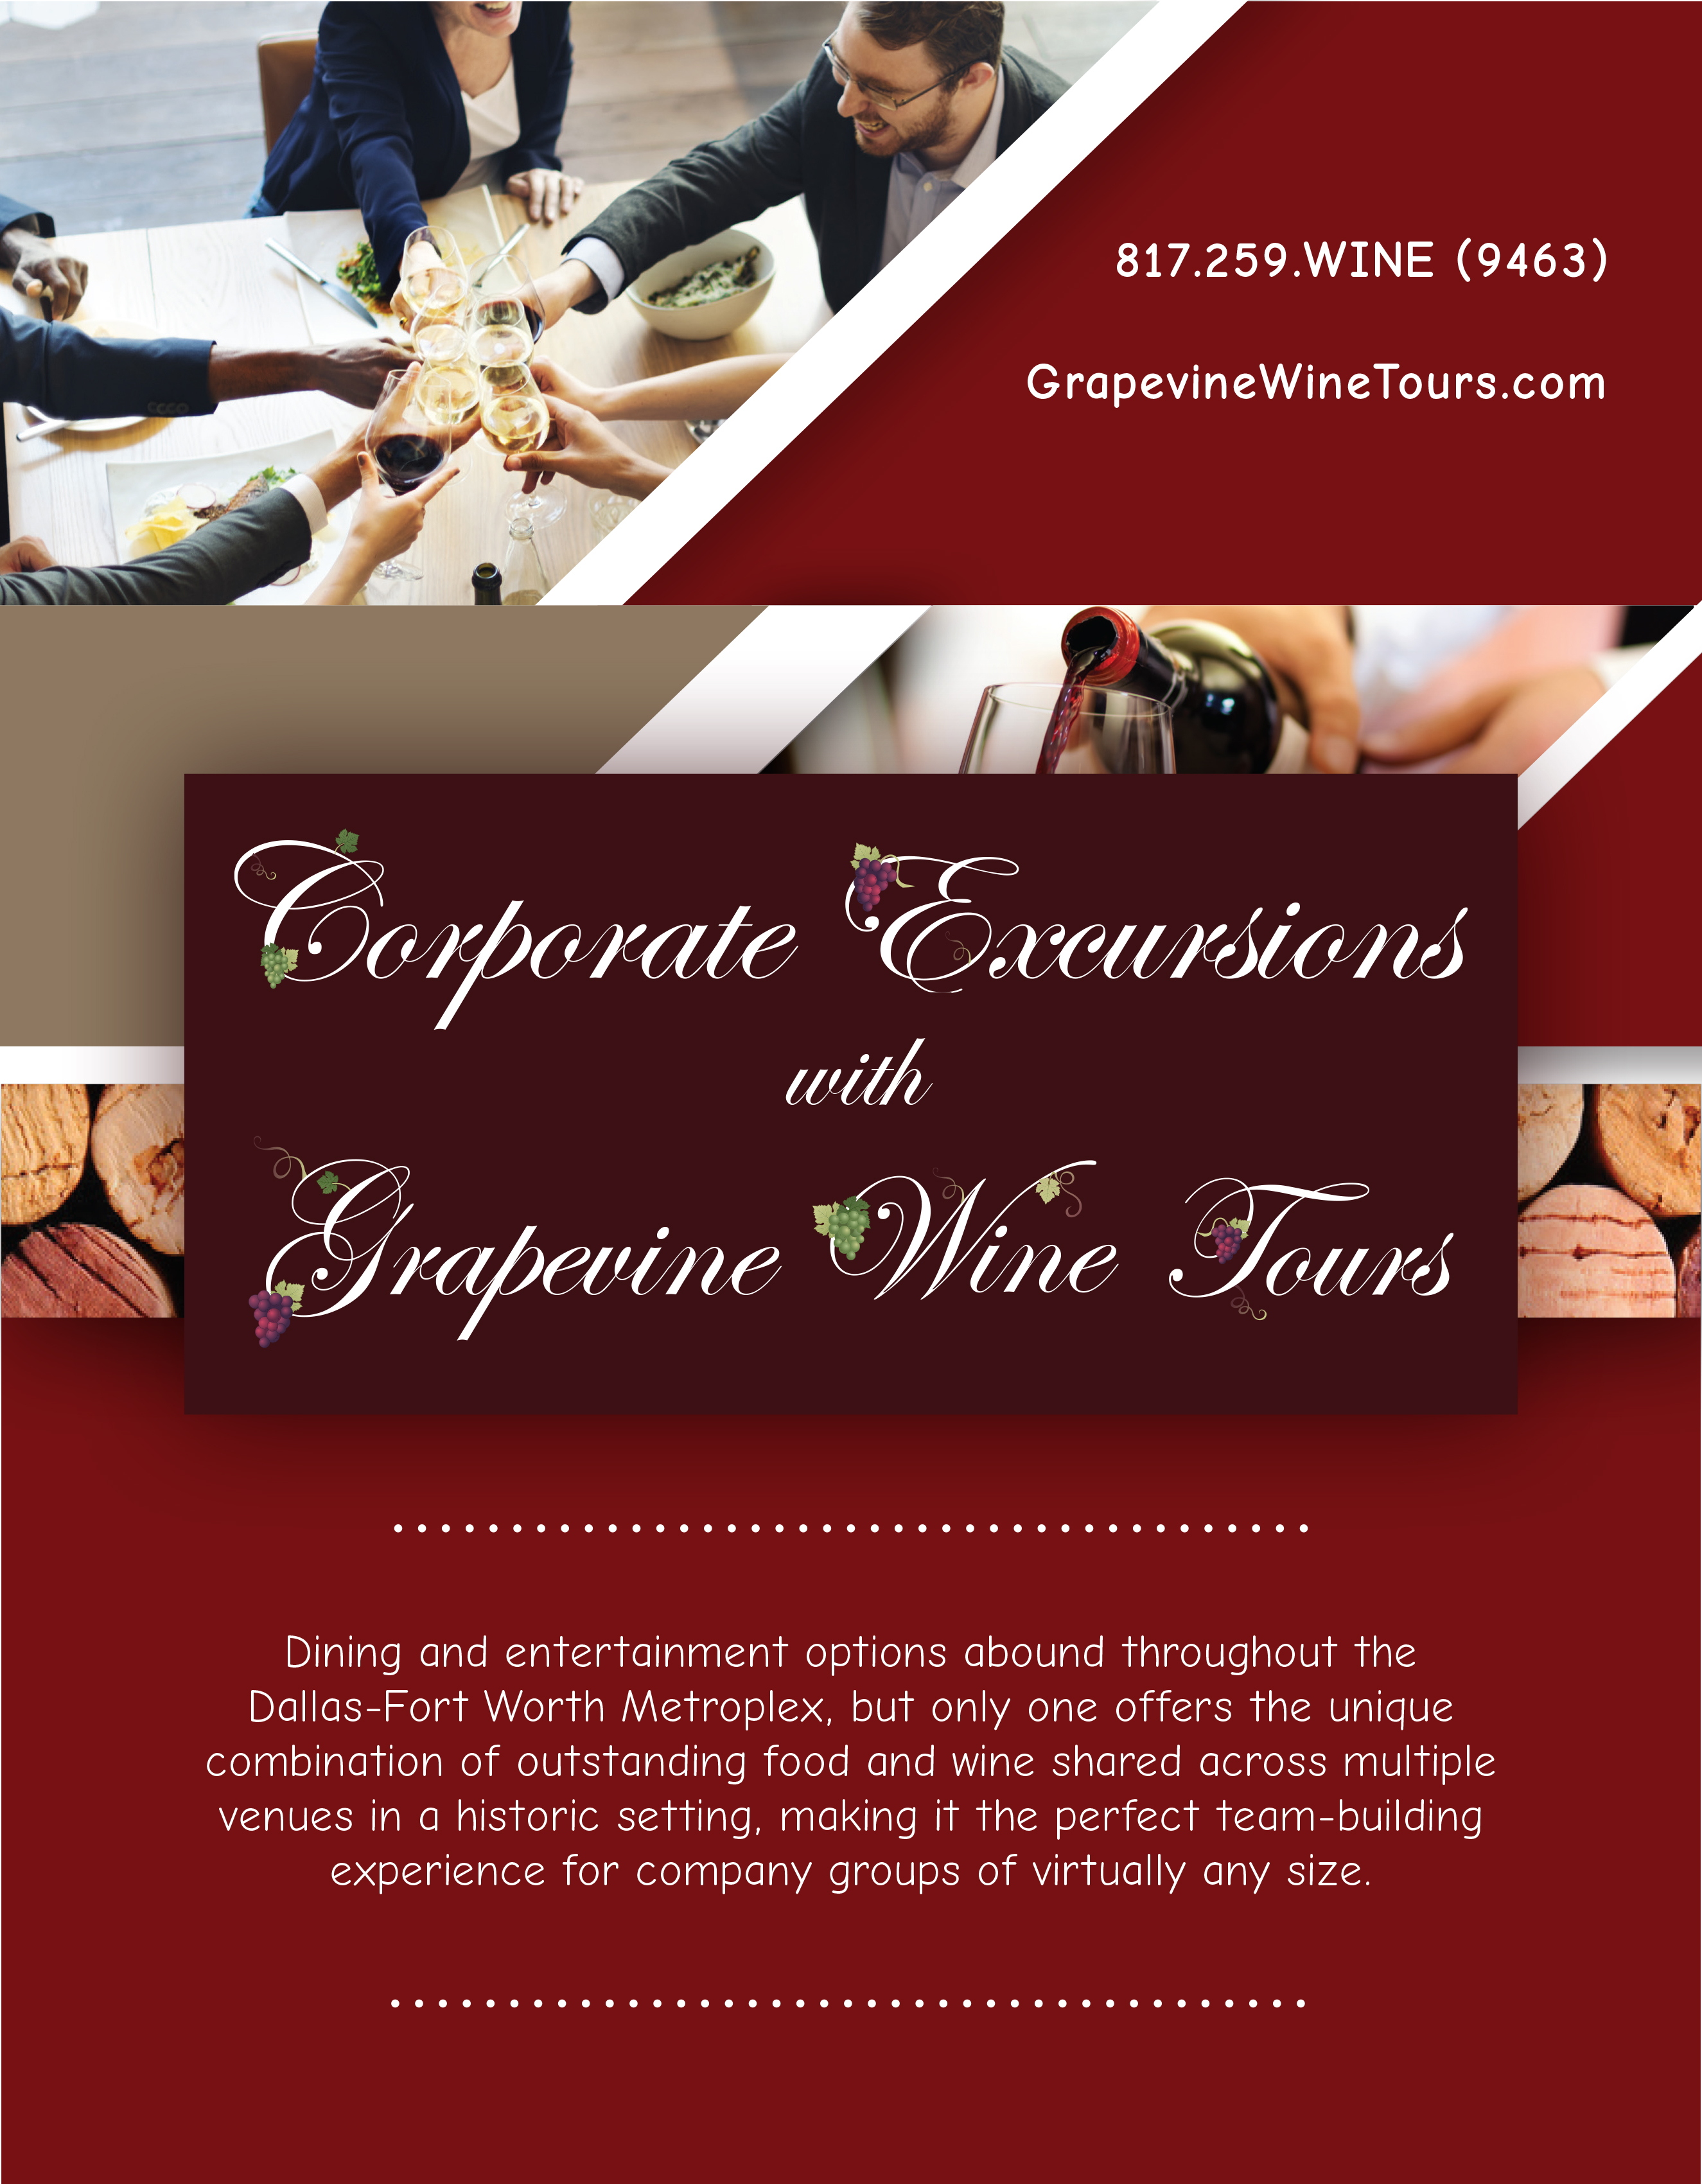 817.259.WINE (9463)
GrapevineWineTours.com
Corporate Excursions
with
Grapevine Wine Tours
Dining and entertainment options abound throughout the
Dallas-Fort Worth Metroplex, but only one offers the unique
combination of outstanding food and wine shared across multiple
venues in a historic setting, making it the perfect team-building
experience for company groups of virtually any size.